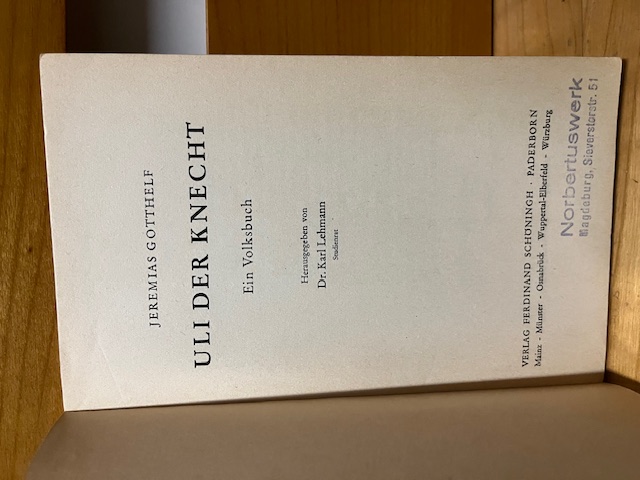 JEREMIAS GOTTHELF
ULI DER KNECHT
Ein Volksbuch
Herausgegeben von
Dr. Karl Lehmann
Studienrat
VERLAG FERDINAND SCHÖNINGH · PADERBORN
Mainz - Münster - Osnabrück - Wuppertal-Elberfeld - Würzburg
Norbertuswerk
Magdeburg, Sieverstorstr. 51